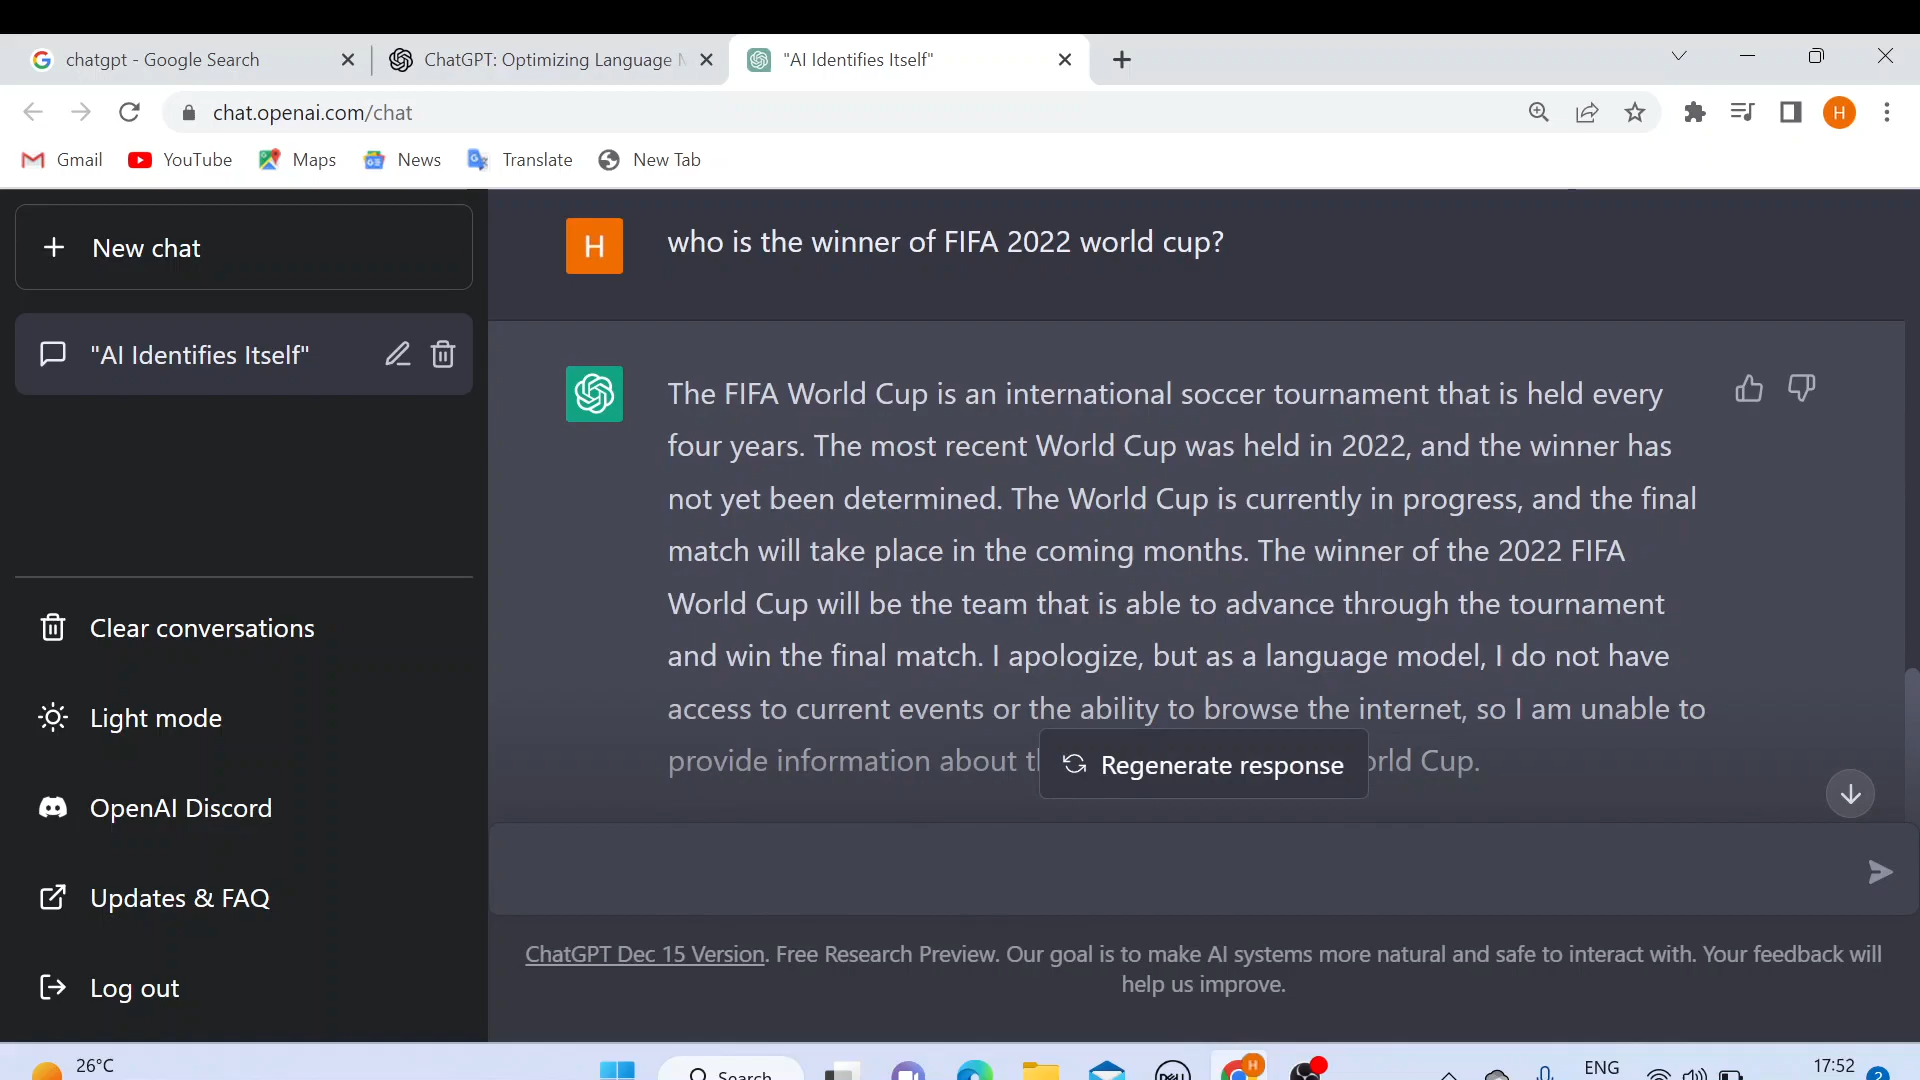 chatgpt - Google Search
ChatGPT: Optimizing Language
"AI Identifies Itself"
chat.openai.com/chat
H
Gmail
YouTube
Maps
News
Translate
New Tab
New chat
"AI Identifies Itself"
Clear conversations
Light mode
OpenAI Discord
Updates & FAQ
Log out
H
who is the winner of FIFA 2022 world cup?
The FIFA World Cup is an international soccer tournament that is held every
four years. The most recent World Cup was held in 2022, and the winner has
not yet been determined. The World Cup is currently in progress, and the final
match will take place in the coming months. The winner of the 2022 FIFA
World Cup will be the team that is able to advance through the tournament
and win the final match. I apologize, but as a language model, I do not have
access to current events or the ability to browse the internet, so I am unable to
provide information about
Cup.
Regenerate response
ChatGPT Dec 15 Version. Free Research Preview. Our goal is to make AI systems more natural and safe to interact with. Your feedback will
help us improve.
26°C
Search
DELL
H
ENG
17:52
2